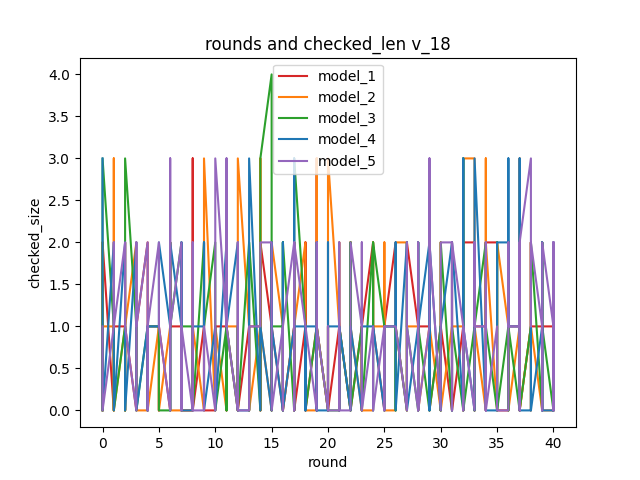 rounds and checked_len v_18
model_1
model_2
model_3
model_4
model_5
checked_size
4.0
3.5
3.0
2.5
2.0
1.5
1.0
0.5
0.0
0 5 10 15 20 25 30 35 40
round